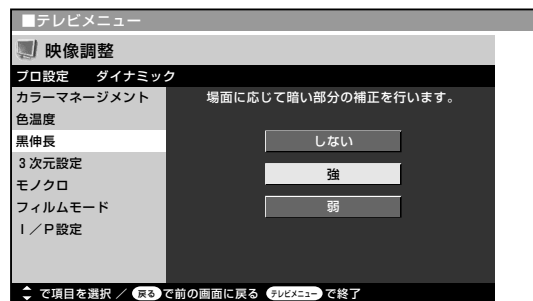 ■テレビメニュー
映像調整
プロ設定 ダイナミック
カラーマネージメント
色温度
黒伸長
3次元設定
モノクロ
フィルムモード
I/P設定
場面に応じて暗い部分の補正を行います。
しない
強
弱
で項目を選択/戻るで前の画面に戻る テレビメニューで終了